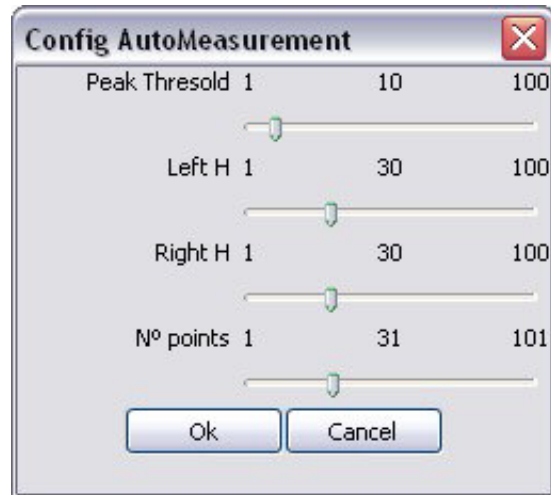 Config AutoMeasurement
Peak Thresold 1 10 100
Left H 1 30 100
Right H 1 30 100
Nº points 1 31 101
Ok Cancel